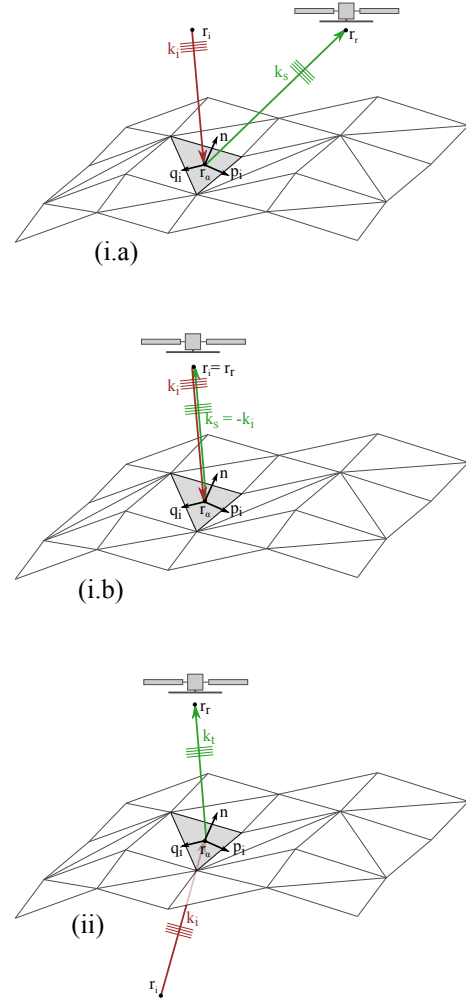 r_i
r_r
k_i
k_s
n
q_i r_α p_i
(i.a)
r_i = r_r
k_i
k_s = -k_i
n
q_i r_α p_i
(i.b)
r_r
k_t
n
q_i r_α p_i
(ii)
k_i
r_i